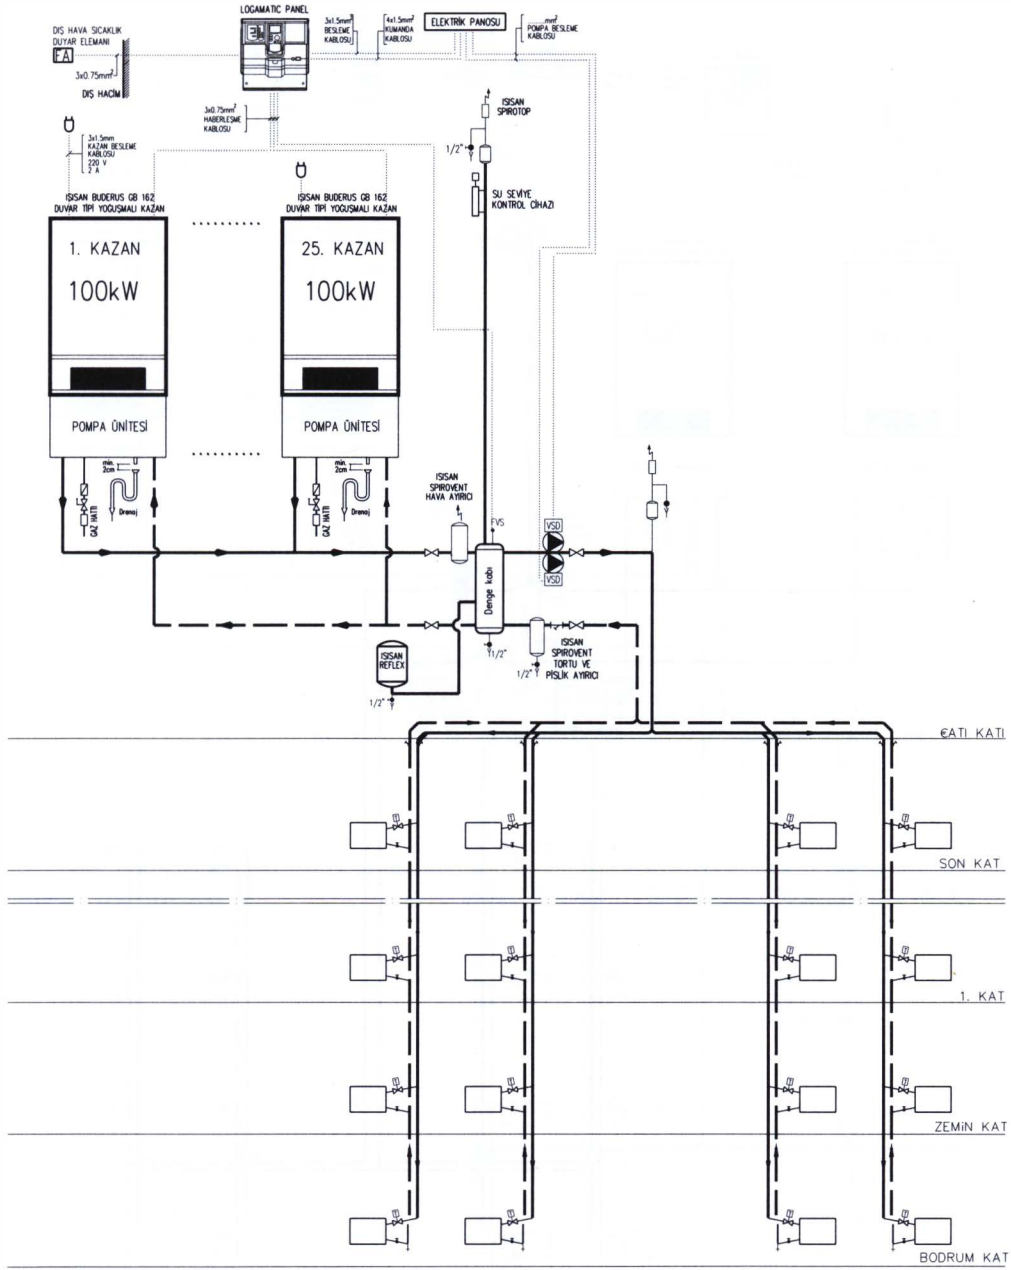 LOGAMATIC PANEL
DIŞ HAVA SICAKLIK
DUYAR ELEMANI
FA
3x0.75mm²
DIŞ HACİM
3x1.5mm²
BESLEME
KABLOSU
4x1.5mm²
KUMANDA
KABLOSU
ELEKTRİK PANOSU
mm²
POMPA BESLEME
KABLOSU
3x0.75mm²
HABERLEŞME
KABLOSU
3x1.5mm
KAZAN BESLEME
KABLOSU
220 V
2 A
ISISAN
SPIROTOP
1/2"
SU SEVİYE
KONTROL CİHAZI
ISISAN BUDERUS GB 162
DUVAR TİPİ YOĞUŞMALI KAZAN
ISISAN BUDERUS GB 162
DUVAR TİPİ YOĞUŞMALI KAZAN
1. KAZAN
100kW
25. KAZAN
100kW
POMPA ÜNİTESİ
POMPA ÜNİTESİ
min.
2cm
GAZ HATTI
Drenaj
min.
2cm
GAZ HATTI
Drenaj
ISISAN
SPIROVENT
HAVA AYIRICI
FVS
VSD
VSD
Denge kabı
1/2"
ISISAN
REFLEX
1/2"
1/2"
ISISAN
SPIROVENT
TORTU VE
PİSLİK AYIRICI
ÇATI KATI
SON KAT
1. KAT
ZEMİN KAT
BODRUM KAT